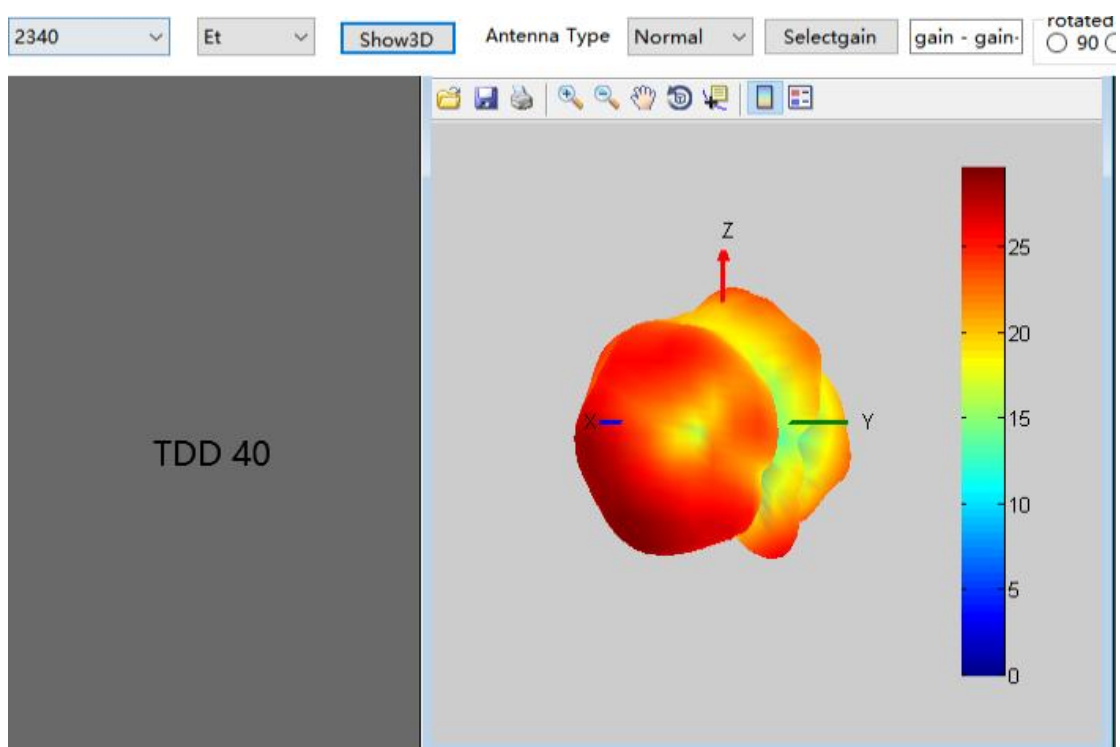 2340 Et Show3D Antenna Type Normal Selectgain gain - gain- rotated
90
TDD 40
Z
X
Y
25
20
15
10
5
0